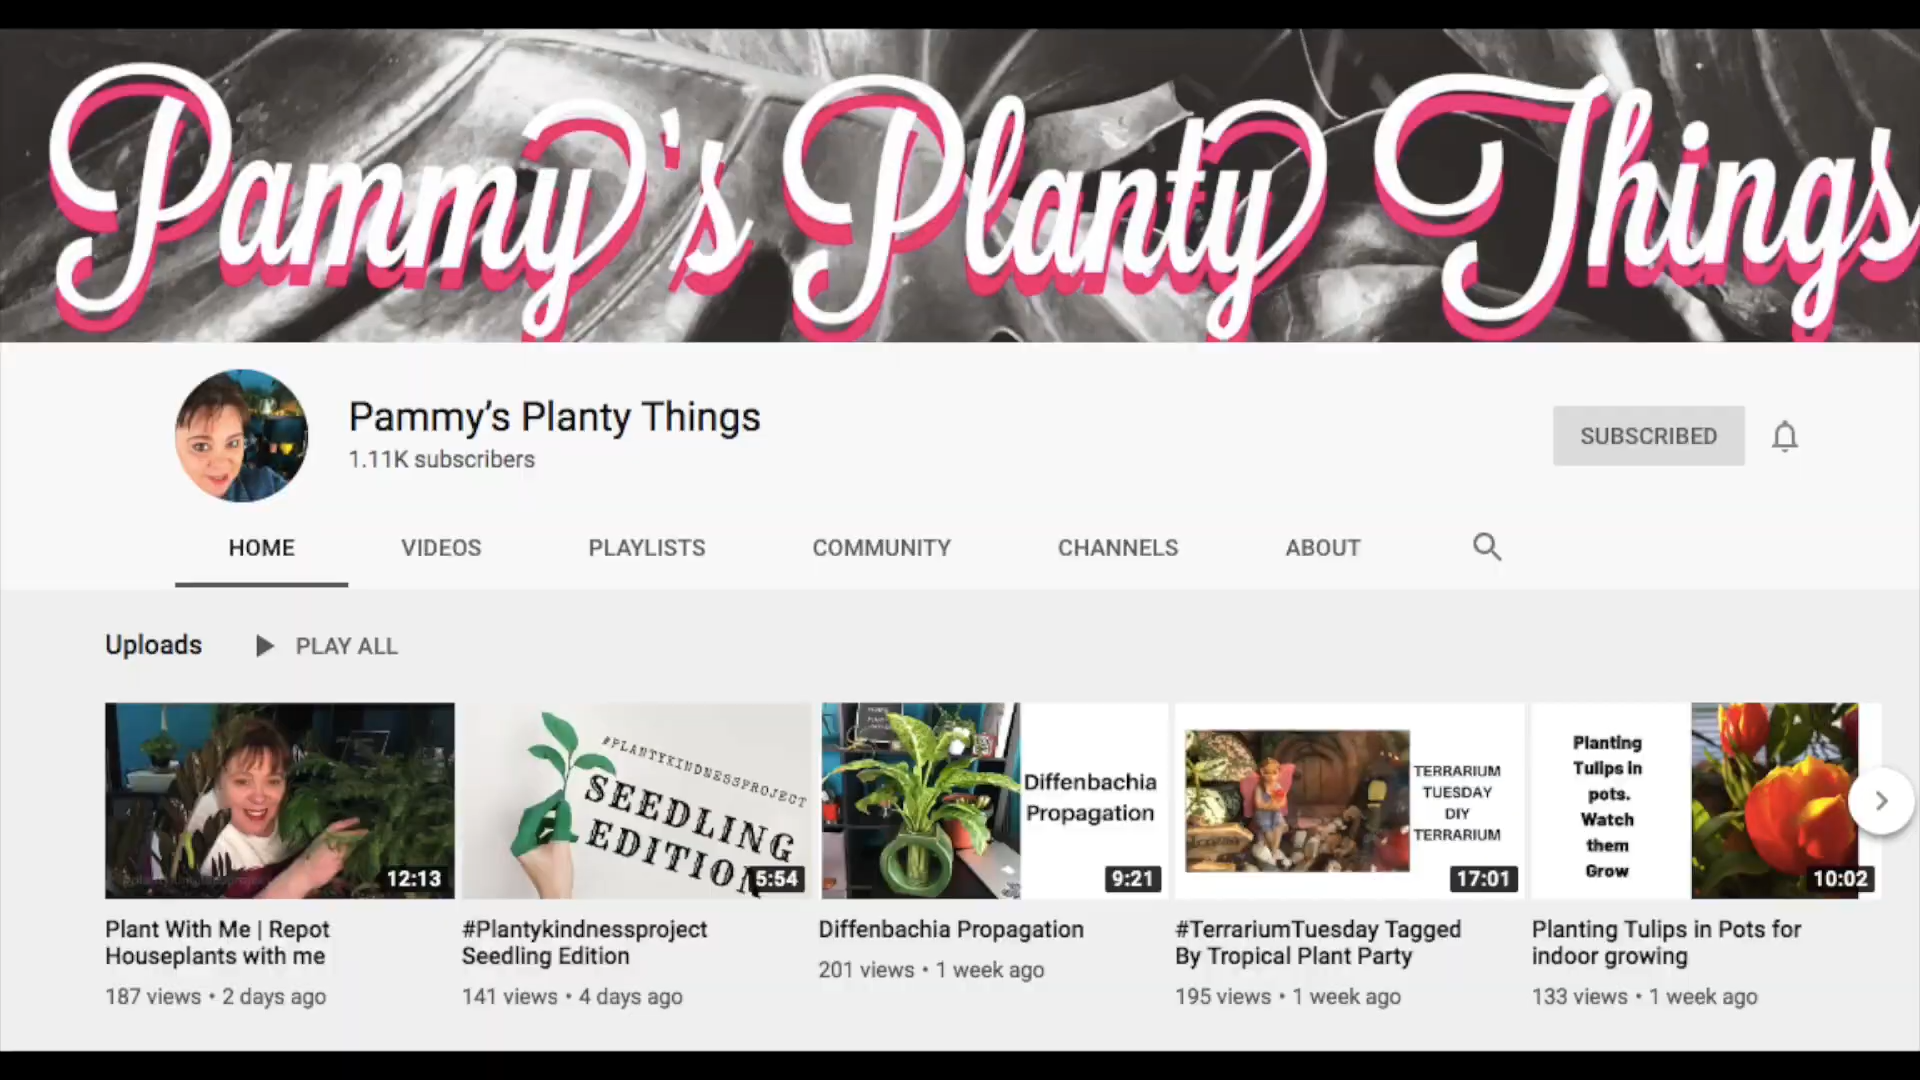 Pammy's Planty Things
Pammy's Planty Things
1.11K subscribers
SUBSCRIBED
HOME
VIDEOS
PLAYLISTS
COMMUNITY
CHANNELS
ABOUT
Uploads
PLAY ALL
12:13
#PLANTYKINDNESSPROJECT
SEEDLING
EDITION
5:54
Diffenbachia
Propagation
9:21
TERRARIUM
TUESDAY
DIY
TERRARIUM
17:01
Planting
Tulips in
pots.
Watch
them
Grow
10:02
Plant With Me | Repot
Houseplants with me
187 views • 2 days ago
#Plantykindnessproject
Seedling Edition
141 views • 4 days ago
Diffenbachia Propagation
201 views • 1 week ago
#TerrariumTuesday Tagged
By Tropical Plant Party
195 views • 1 week ago
Planting Tulips in Pots for
indoor growing
133 views • 1 week ago